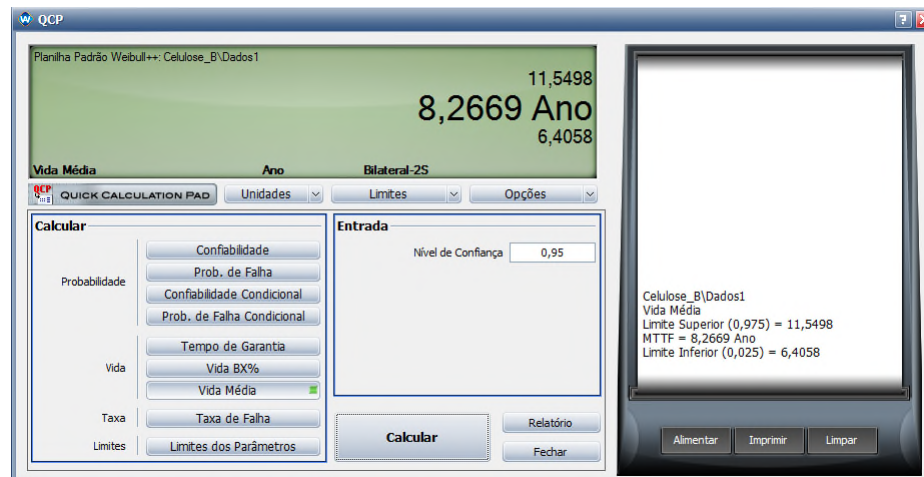 QCP
Planilha Padrão Weibull++: Celulose_B\Dados1
11,5498
8,2669 Ano
6,4058
Vida Média Ano Bilateral-2S
QCP QUICK CALCULATION PAD Unidades Limites Opções
Calcular
Probabilidade
Confiabilidade
Prob. de Falha
Confiabilidade Condicional
Prob. de Falha Condicional
Vida
Tempo de Garantia
Vida BX%
Vida Média
Taxa Taxa de Falha
Limites Limites dos Parâmetros
Entrada
Nível de Confiança 0,95
Calcular
Relatório
Fechar
Celulose_B\Dados1
Vida Média
Limite Superior (0,975) = 11,5498
MTTF = 8,2669 Ano
Limite Inferior (0,025) = 6,4058
Alimentar Imprimir Limpar